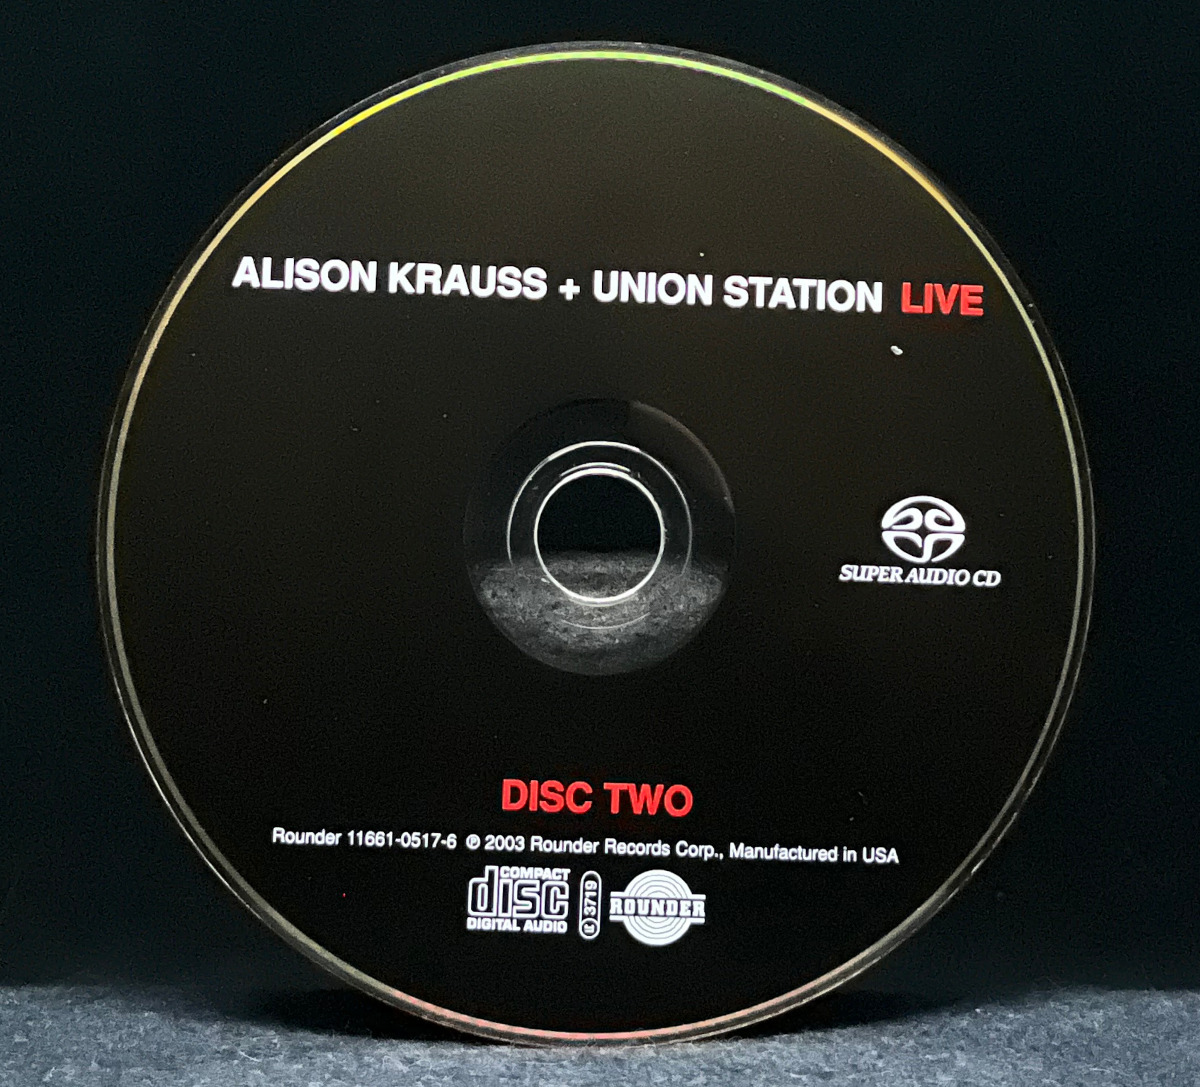 ALISON KRAUSS + UNION STATION LIVE
SUPER AUDIO CD
DISC TWO
Rounder 11661-0517-6 ℗ 2003 Rounder Records Corp., Manufactured in USA
COMPACT
disc
DIGITAL AUDIO
3719
ROUNDER